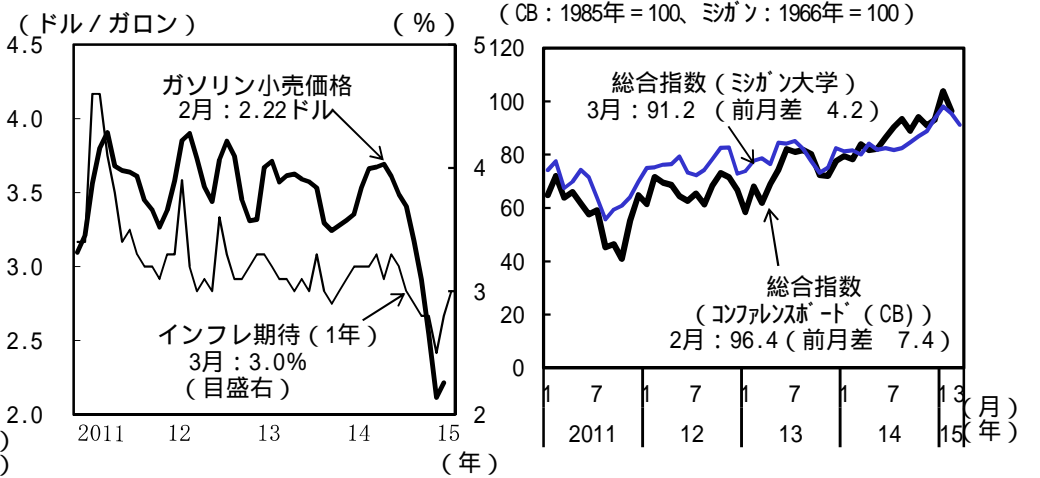 (ドル/ガロン)
(%)
4.5
4.0
3.5
3.0
2.5
2.0
5
4
3
2
ガソリン小売価格
2月:2.22ドル
インフレ期待(1年)
3月:3.0%
(目盛右)
2011 12 13 14 15
(年)
)
)
(CB:1985年=100、ミシガン:1966年=100)
120
100
80
60
40
20
0
総合指数(ミシガン大学)
3月:91.2 (前月差 4.2)
総合指数
(コンファレンスボード(CB))
2月:96.4(前月差 7.4)
1 7 1 7 1 7 1 7 1 3
(月)
2011 12 13 14 15
(年)